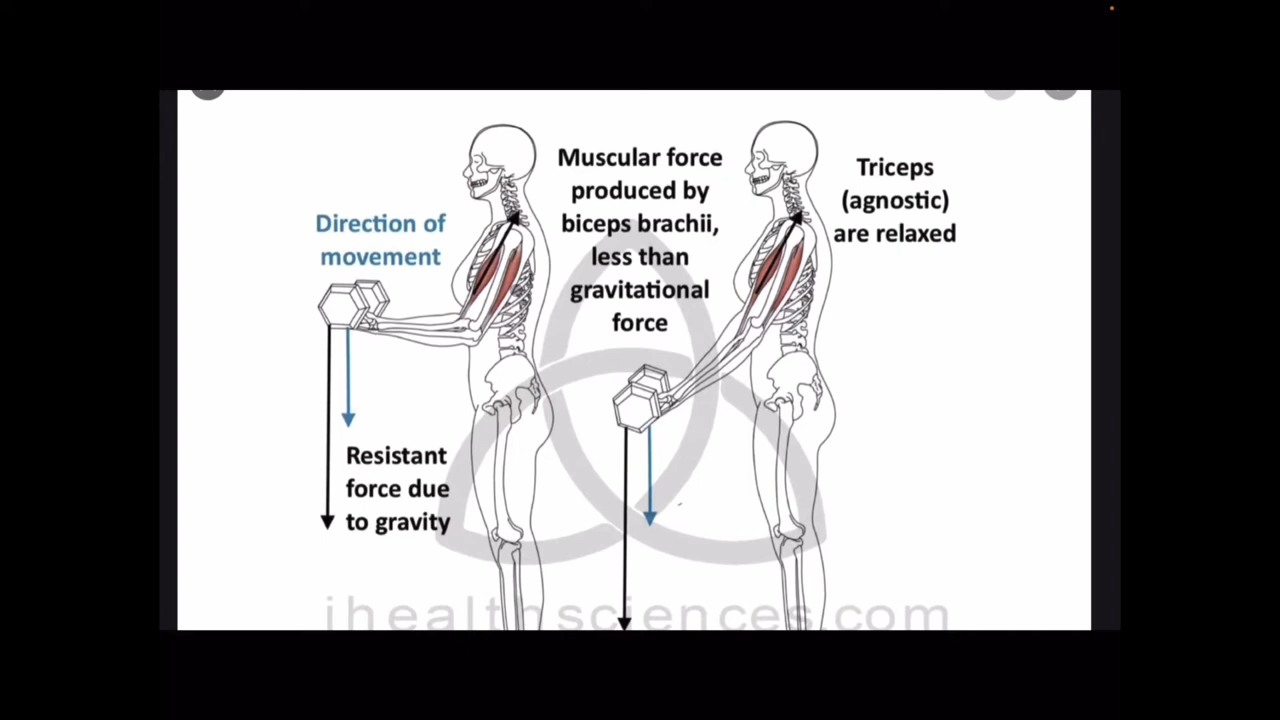 Direction of
movement
Resistant
force due
to gravity
Muscular force
produced by
biceps brachii,
less than
gravitational
force
Triceps
(agnostic)
are relaxed
ihealthsciences.com